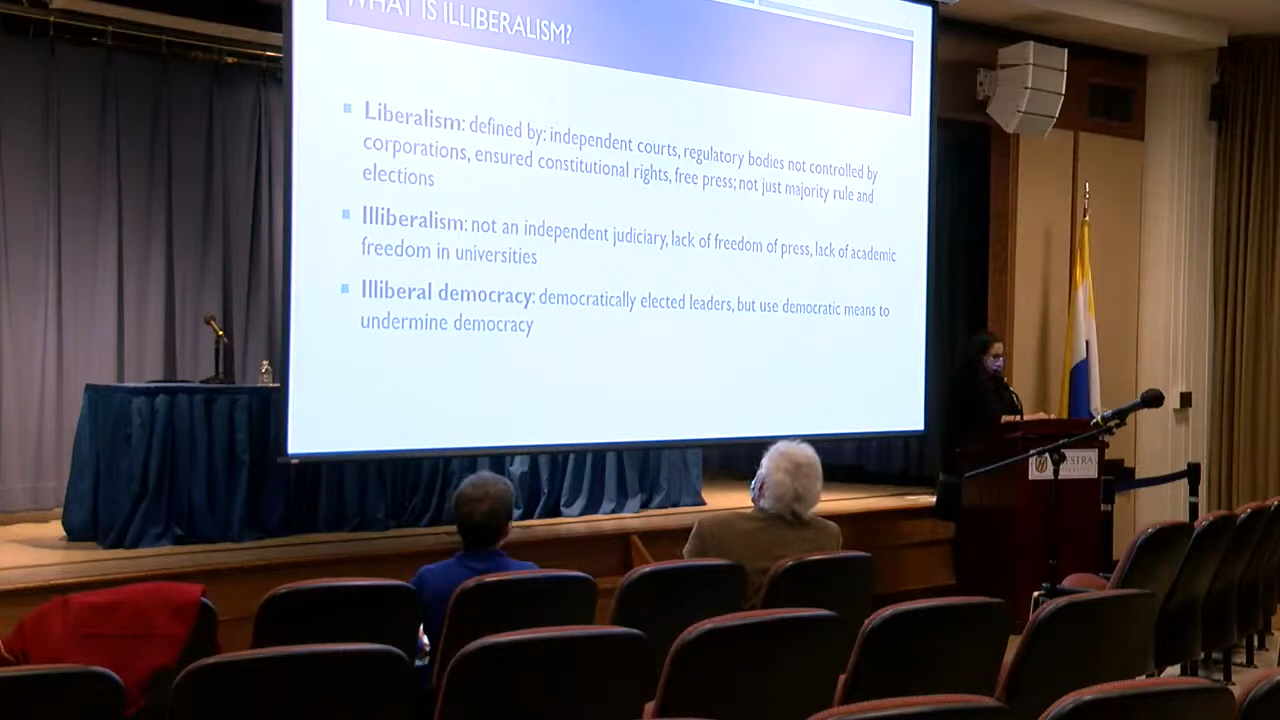 WHAT IS ILLIBERALISM?
Liberalism: defined by: independent courts, regulatory bodies not controlled by
corporations, ensured constitutional rights, free press; not just majority rule and
elections
Illiberalism: not an independent judiciary, lack of freedom of press, lack of academic
freedom in universities
Illiberal democracy: democratically elected leaders, but use democratic means to
undermine democracy